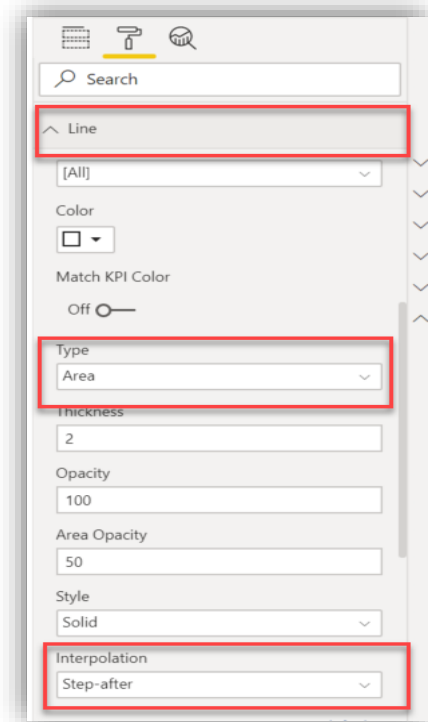 Search
Line
[All]
Color
Match KPI Color
Off
Type
Area
Thickness
2
Opacity
100
Area Opacity
50
Style
Solid
Interpolation
Step-after